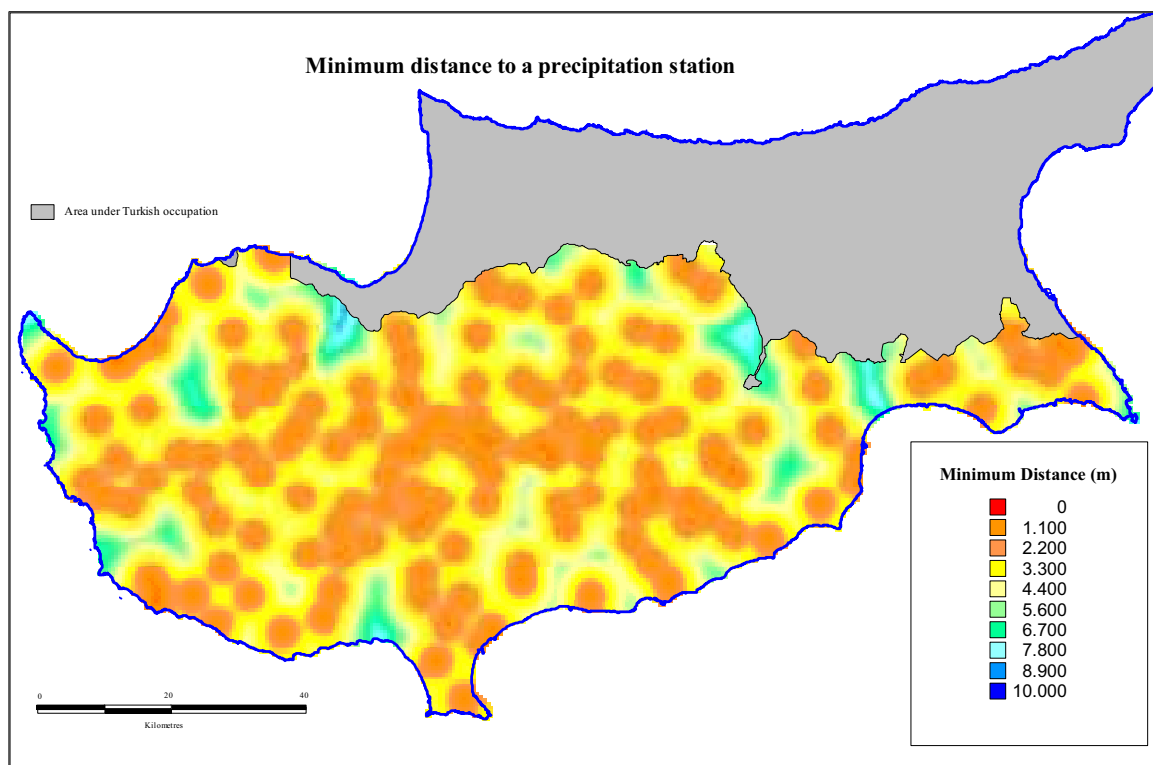 Minimum distance to a precipitation station
Area under Turkish occupation
Minimum Distance (m)
0
1.100
2.200
3.300
4.400
5.600
6.700
7.800
8.900
10.000
0 20 40
Kilometres